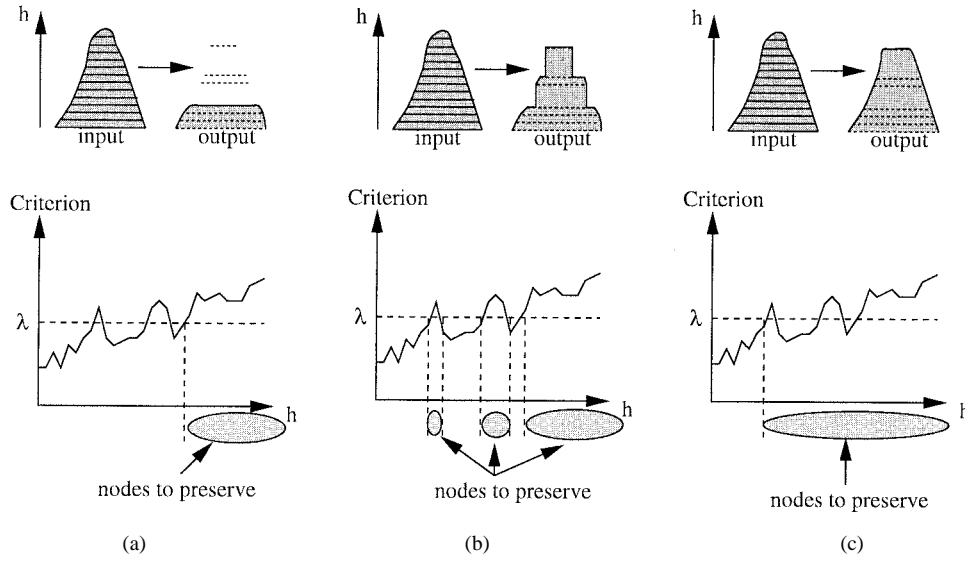 h
input
output
Criterion
λ
h
nodes to preserve
(a)
h
input
output
Criterion
λ
h
nodes to preserve
(b)
h
input
output
Criterion
λ
h
nodes to preserve
(c)